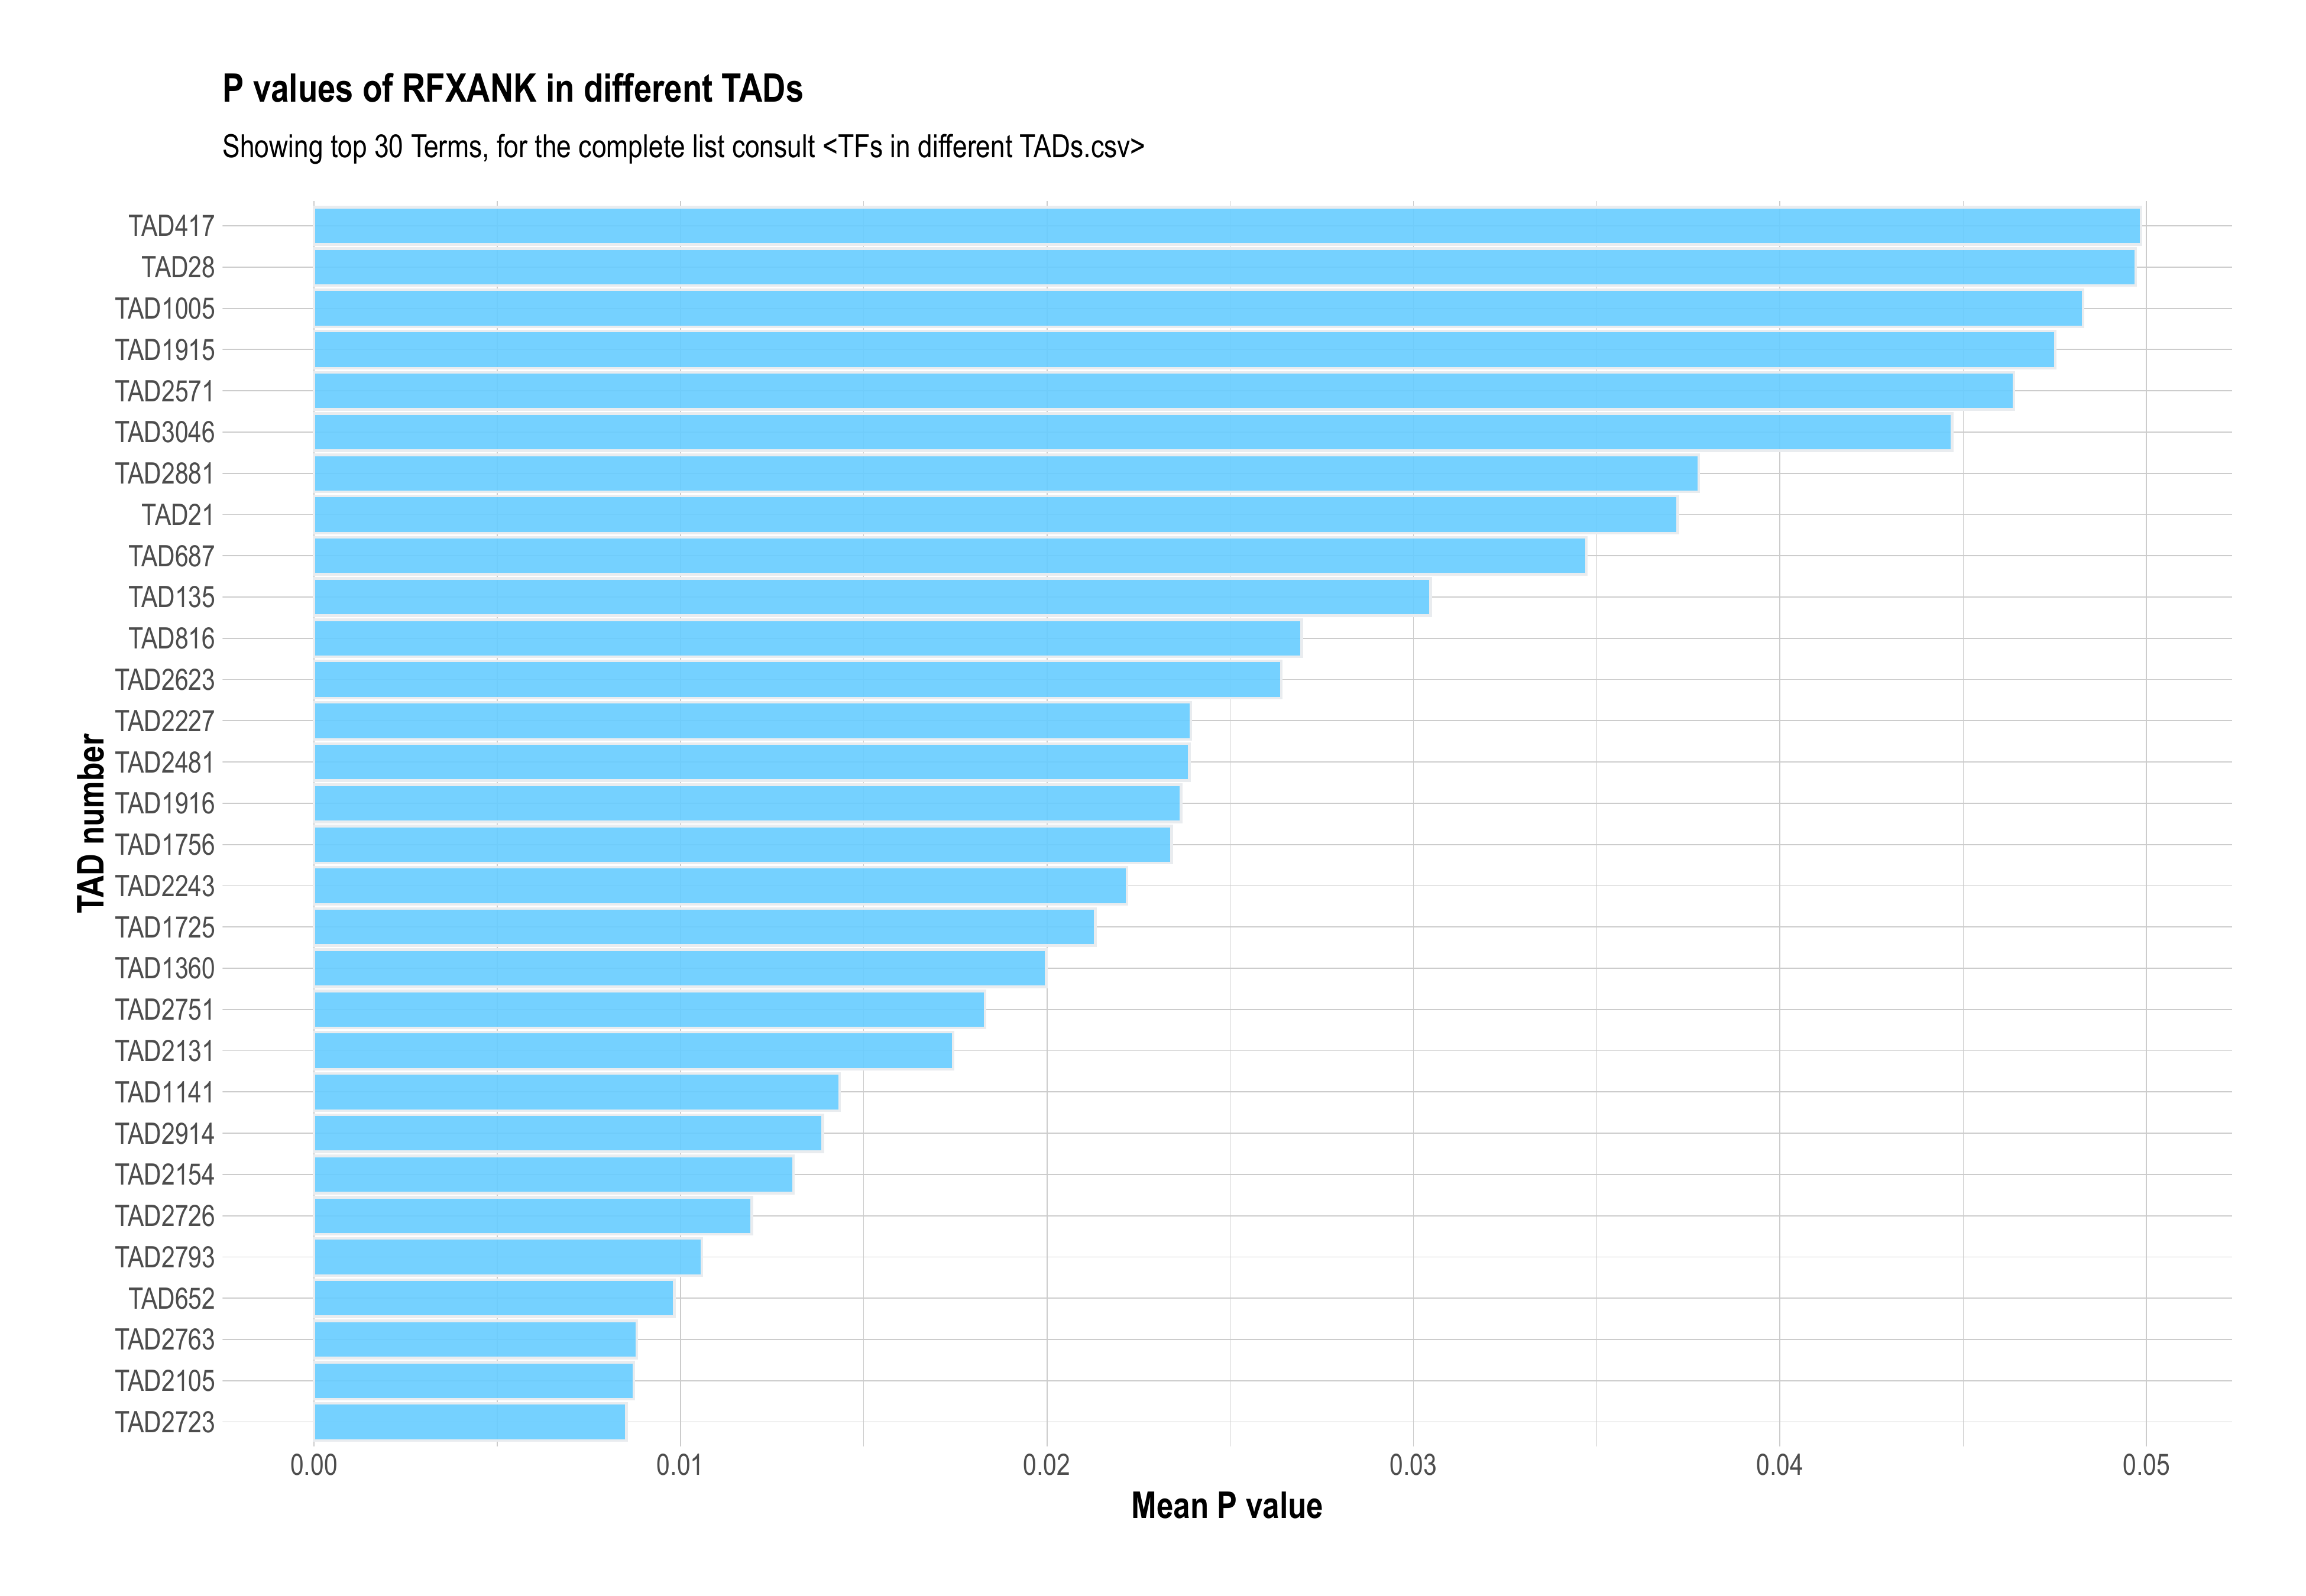 P values of RFXANK in different TADs
Showing top 30 Terms, for the complete list consult <TFs in different TADs.csv>
TAD number
TAD417
TAD28
TAD1005
TAD1915
TAD2571
TAD3046
TAD2881
TAD21
TAD687
TAD135
TAD816
TAD2623
TAD2227
TAD2481
TAD1916
TAD1756
TAD2243
TAD1725
TAD1360
TAD2751
TAD2131
TAD1141
TAD2914
TAD2154
TAD2726
TAD2793
TAD652
TAD2763
TAD2105
TAD2723
0.00 0.01 0.02 0.03 0.04 0.05
Mean P value